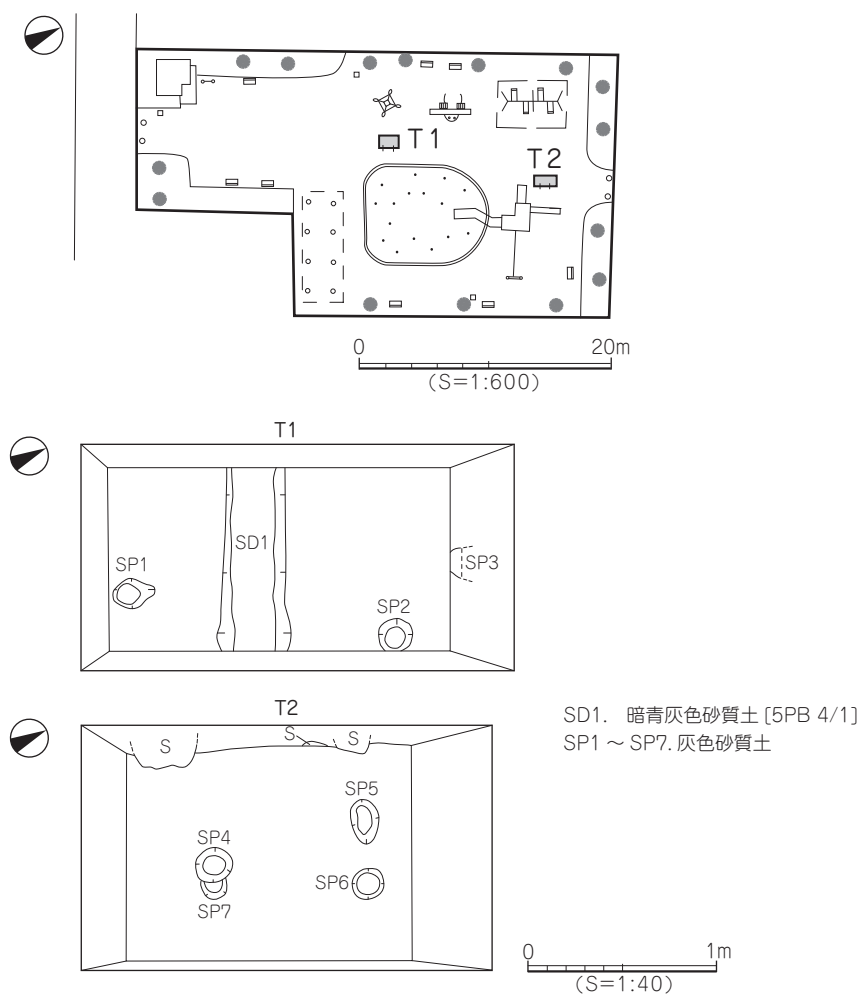 T1
T2
0 20m
(S=1:600)
T1
SD1
SP1
SP3
SP2
T2
S
S
S
SP5
SP4
SP6
SP7
SD1. 暗青灰色砂質土 [5PB 4/1]
SP1 ～ SP7. 灰色砂質土
0 1m
(S=1:40)